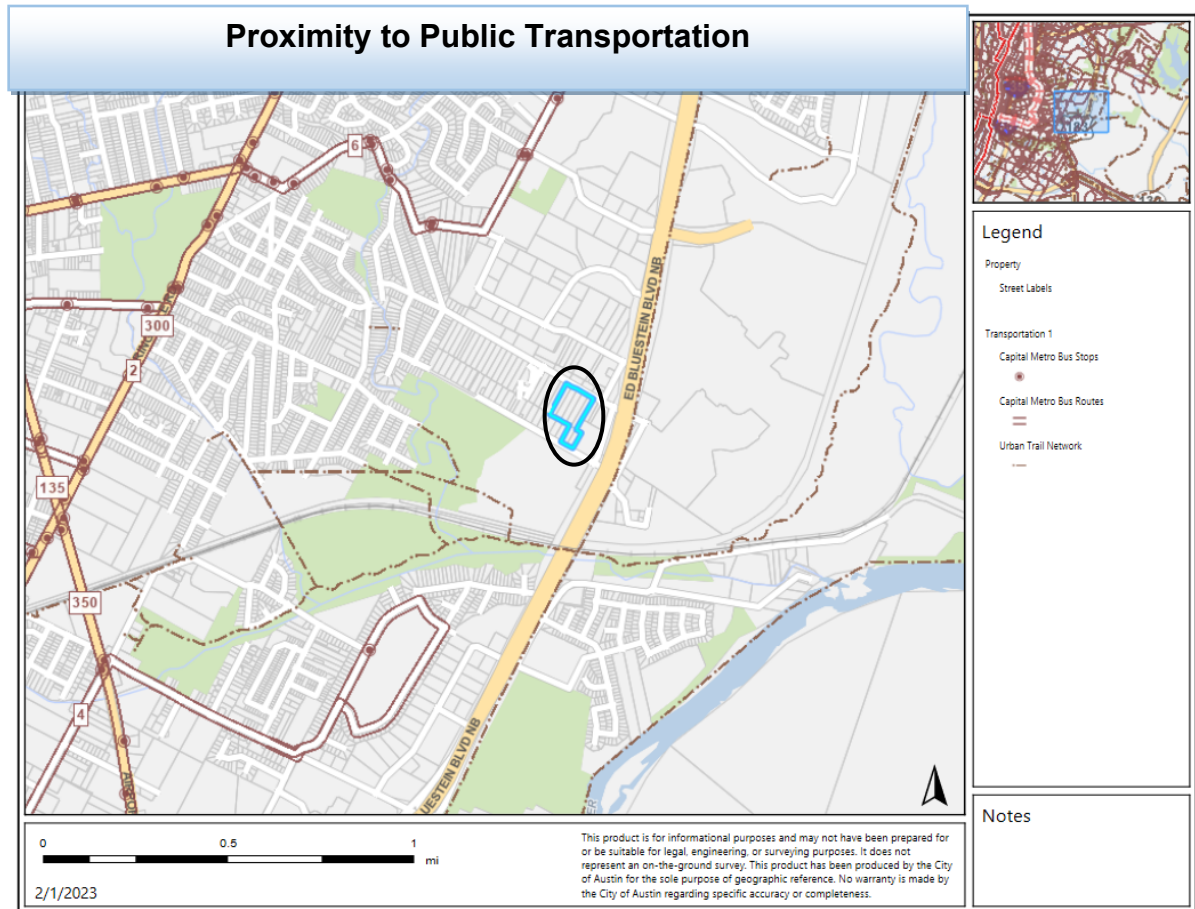 Proximity to Public Transportation
6
300
2
135
350
4
ED BLUESTEIN BLVD NB
UESTEIN BLVD NB
Legend
Property
Street Labels
Transportation 1
Capital Metro Bus Stops
Capital Metro Bus Routes
Urban Trail Network
Notes
0 0.5 1
mi
2/1/2023
This product is for informational purposes and may not have been prepared for
or be suitable for legal, engineering, or surveying purposes. It does not
represent an on-the-ground survey. This product has been produced by the City
of Austin for the sole purpose of geographic reference. No warranty is made by
the City of Austin regarding specific accuracy or completeness.